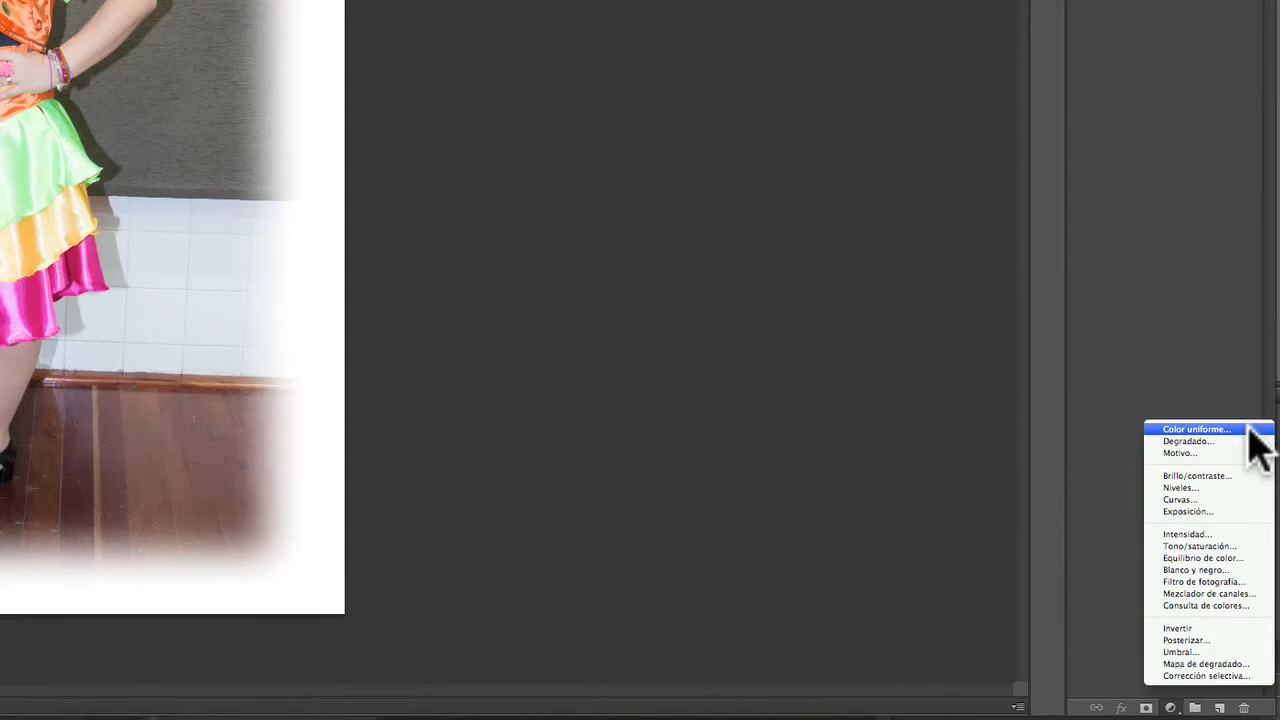 Color uniforme...
Degradado...
Motivo...
Brillo/contraste...
Niveles...
Curvas...
Exposición...
Intensidad...
Tono/saturación...
Equilibrio de color...
Blanco y negro...
Filtro de fotografía...
Mezclador de canales...
Consulta de colores...
Invertir
Posterizar...
Umbral...
Mapa de degradado...
Corrección selectiva...
fx